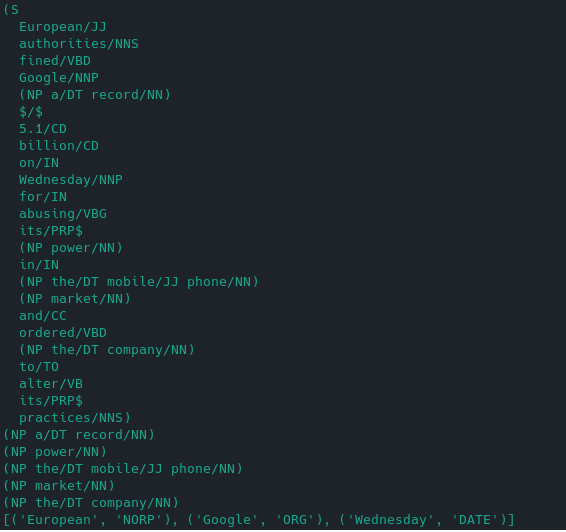 (S
  European/JJ
  authorities/NNS
  fined/VBD
  Google/NNP
  (NP a/DT record/NN)
  $/$
  5.1/CD
  billion/CD
  on/IN
  Wednesday/NNP
  for/IN
  abusing/VBG
  its/PRP$
  (NP power/NN)
  in/IN
  (NP the/DT mobile/JJ phone/NN)
  (NP market/NN)
  and/CC
  ordered/VBD
  (NP the/DT company/NN)
  to/TO
  alter/VB
  its/PRP$
  practices/NNS)
(NP a/DT record/NN)
(NP power/NN)
(NP the/DT mobile/JJ phone/NN)
(NP market/NN)
(NP the/DT company/NN)
[('European', 'NORP'), ('Google', 'ORG'), ('Wednesday', 'DATE')]